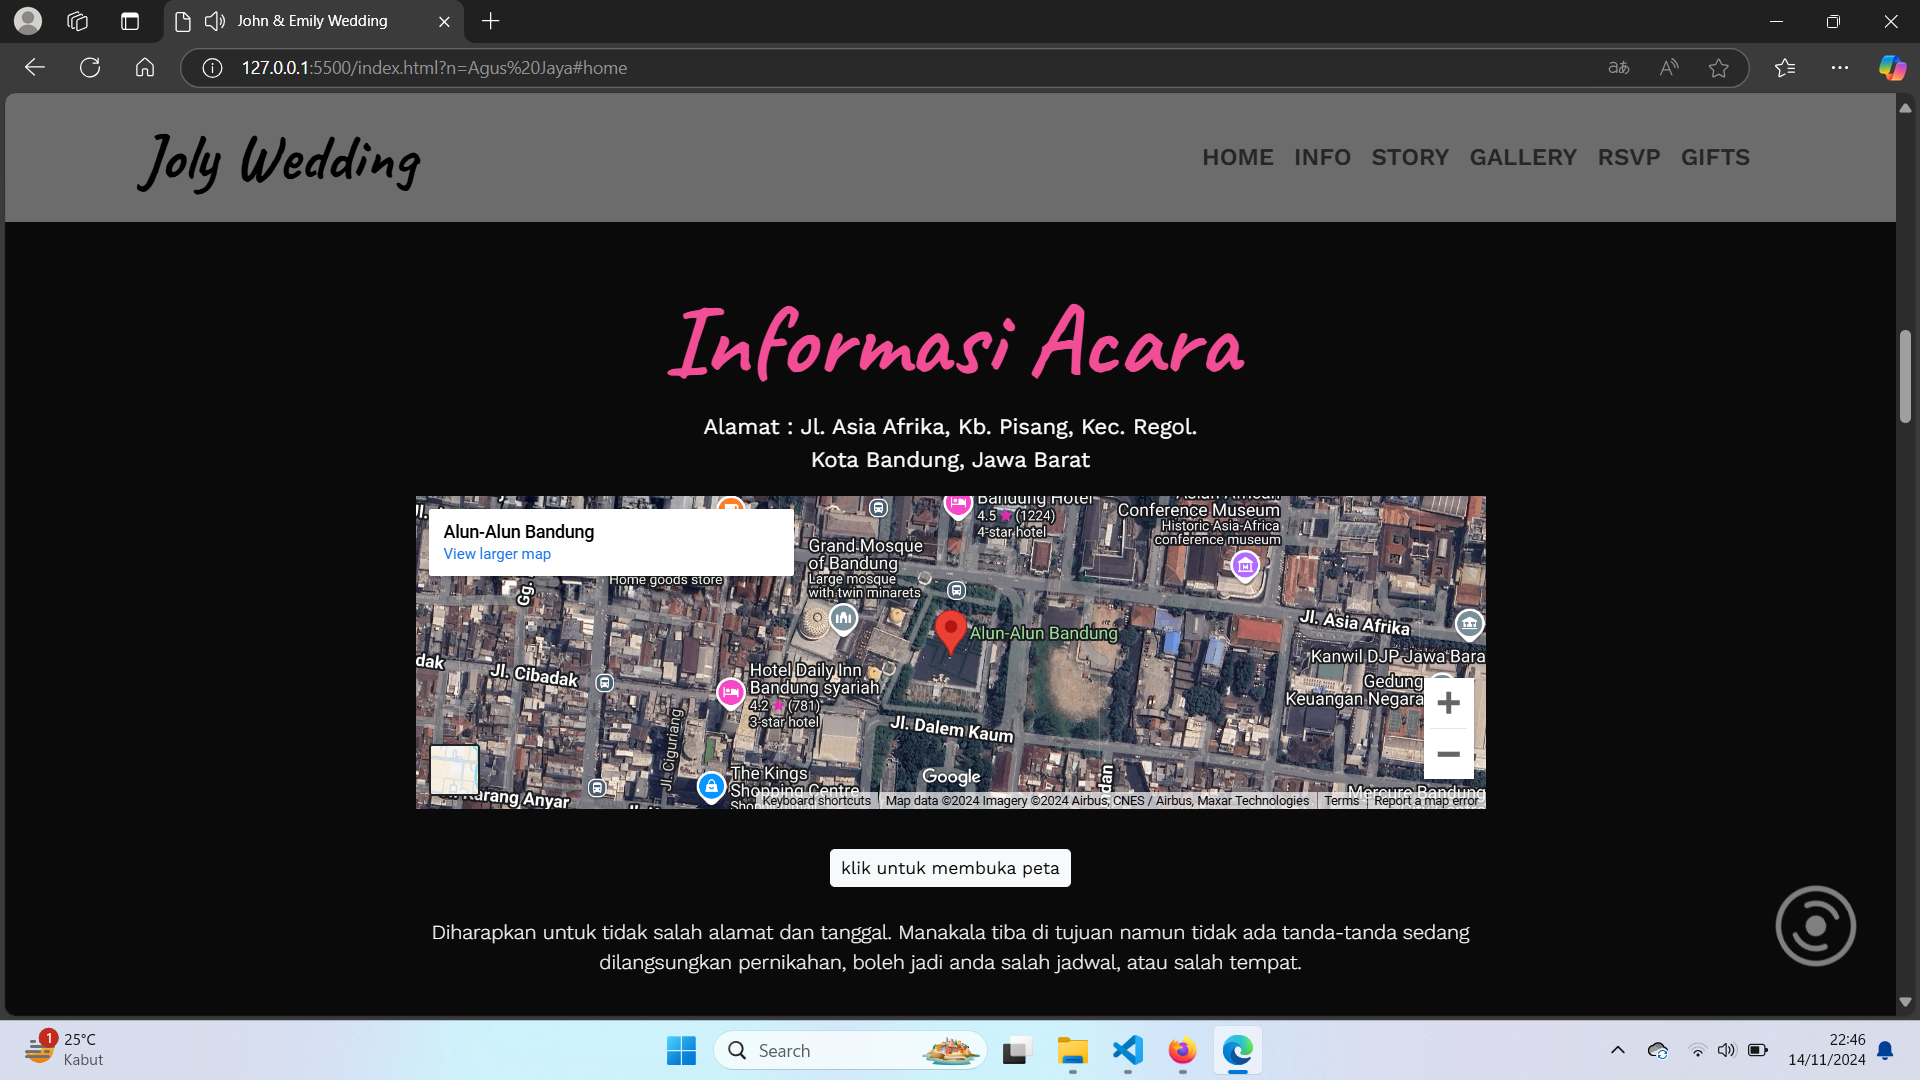 John & Emily Wedding
127.0.0.1:5500/index.html?n=Agus%20Jaya#home
Joly Wedding
HOME INFO STORY GALLERY RSVP GIFTS
Informasi Acara
Alamat : Jl. Asia Afrika, Kb. Pisang, Kec. Regol.
Kota Bandung, Jawa Barat
Alun-Alun Bandung
View larger map
Home goods store
Gg.
Bandung Hotel
4.5 ★ (1224)
4-star hotel
Asian African
Conference Museum
Historic Asia-Africa
conference museum
Grand Mosque
of Bandung
Large mosque
with twin minarets
Alun-Alun Bandung
Jl. Asia Afrika
Kanwil DJP Jawa Bara
Gedung
Keuangan Negara
dak
Jl. Cibadak
Hotel Daily Inn
Bandung syariah
4.2 ★ (781)
3-star hotel
Jl. Ciguriang
Jl. Dalem Kaum
The Kings
Shopping Centre
Karang Anyar
Google
dan
Mercure Bandung
Keyboard shortcuts
Map data ©2024 Imagery ©2024 Airbus, CNES / Airbus, Maxar Technologies
Terms
Report a map error
klik untuk membuka peta
Diharapkan untuk tidak salah alamat dan tanggal. Manakala tiba di tujuan namun tidak ada tanda-tanda sedang
dilangsungkan pernikahan, boleh jadi anda salah jadwal, atau salah tempat.
1
25°C
Kabut
Search
22:46
14/11/2024